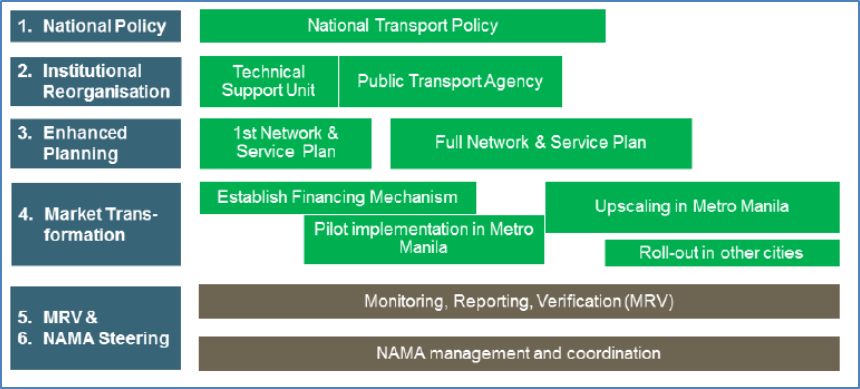 1. National Policy
National Transport Policy
2. Institutional
Reorganisation
Technical
Support Unit
Public Transport Agency
3. Enhanced
Planning
1st Network &
Service Plan
Full Network & Service Plan
4. Market Trans-
formation
Establish Financing Mechanism
Pilot implementation in Metro
Manila
Upscaling in Metro Manila
Roll-out in other cities
5. MRV &
6. NAMA Steering
Monitoring, Reporting, Verification (MRV)
NAMA management and coordination